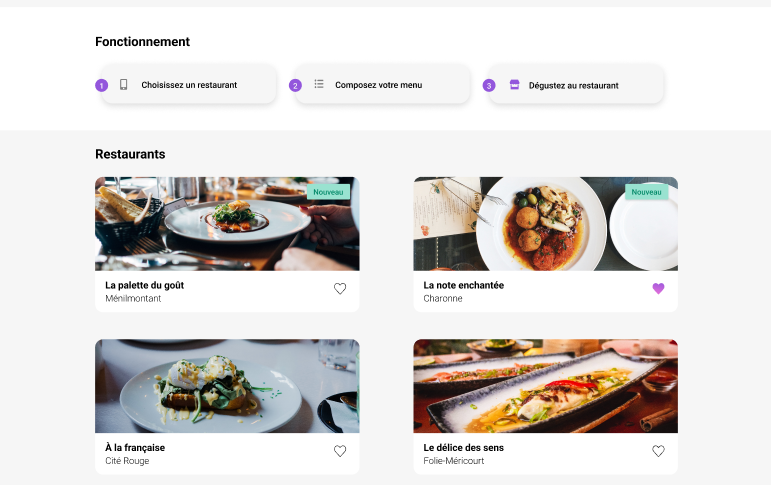 Fonctionnement
1 Choisissez un restaurant
2 Composez votre menu
3 Dégustez au restaurant
Restaurants
Nouveau
La palette du goût
Ménilmontant
Nouveau
La note enchantée
Charonne
À la française
Cité Rouge
Le délice des sens
Folie-Méricourt